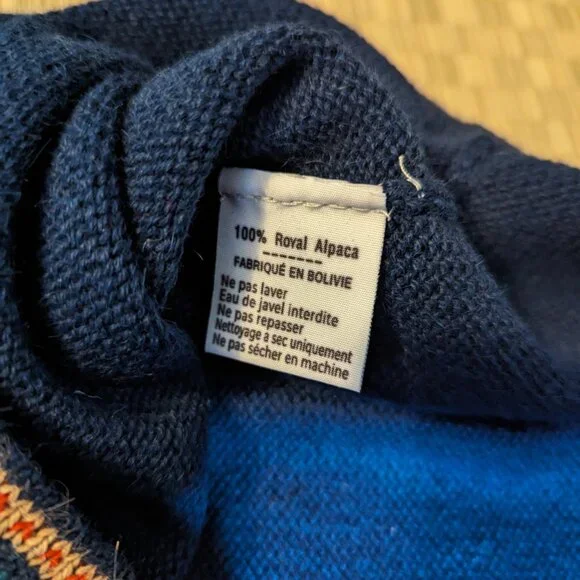 100% Royal Alpaca
-------
FABRIQUÉ EN BOLIVIE
Ne pas laver
Eau de javel interdite
Ne pas repasser
Nettoyage a sec uniquement
Ne pas sécher en machine